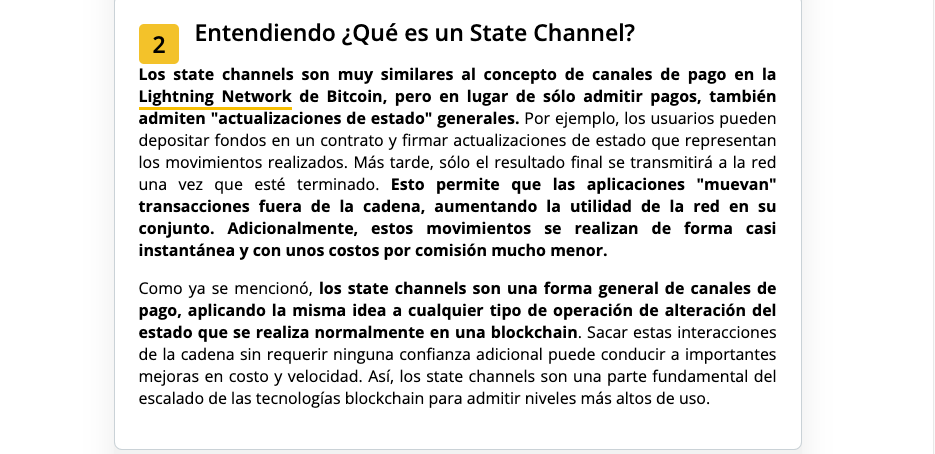 2
Entendiendo ¿Qué es un State Channel?
Los state channels son muy similares al concepto de canales de pago en la
Lightning Network de Bitcoin, pero en lugar de sólo admitir pagos, también
admiten "actualizaciones de estado" generales. Por ejemplo, los usuarios pueden
depositar fondos en un contrato y firmar actualizaciones de estado que representan
los movimientos realizados. Más tarde, sólo el resultado final se transmitirá a la red
una vez que esté terminado. Esto permite que las aplicaciones "muevan"
transacciones fuera de la cadena, aumentando la utilidad de la red en su
conjunto. Adicionalmente, estos movimientos se realizan de forma casi
instantánea y con unos costos por comisión mucho menor.
Como ya se mencionó, los state channels son una forma general de canales de
pago, aplicando la misma idea a cualquier tipo de operación de alteración del
estado que se realiza normalmente en una blockchain. Sacar estas interacciones
de la cadena sin requerir ninguna confianza adicional puede conducir a importantes
mejoras en costo y velocidad. Así, los state channels son una parte fundamental del
escalado de las tecnologías blockchain para admitir niveles más altos de uso.